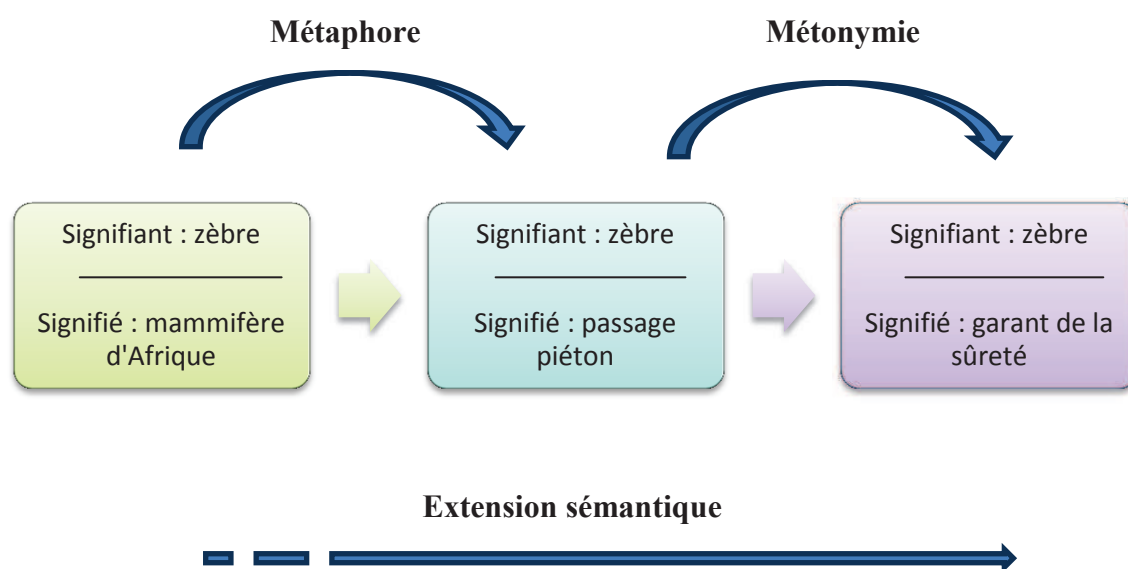 Métaphore
Métonymie
Signifiant : zèbre
Signifié : mammifère
d'Afrique
Signifiant : zèbre
Signifié : passage
piéton
Signifiant : zèbre
Signifié : garant de la
sûreté
Extension sémantique